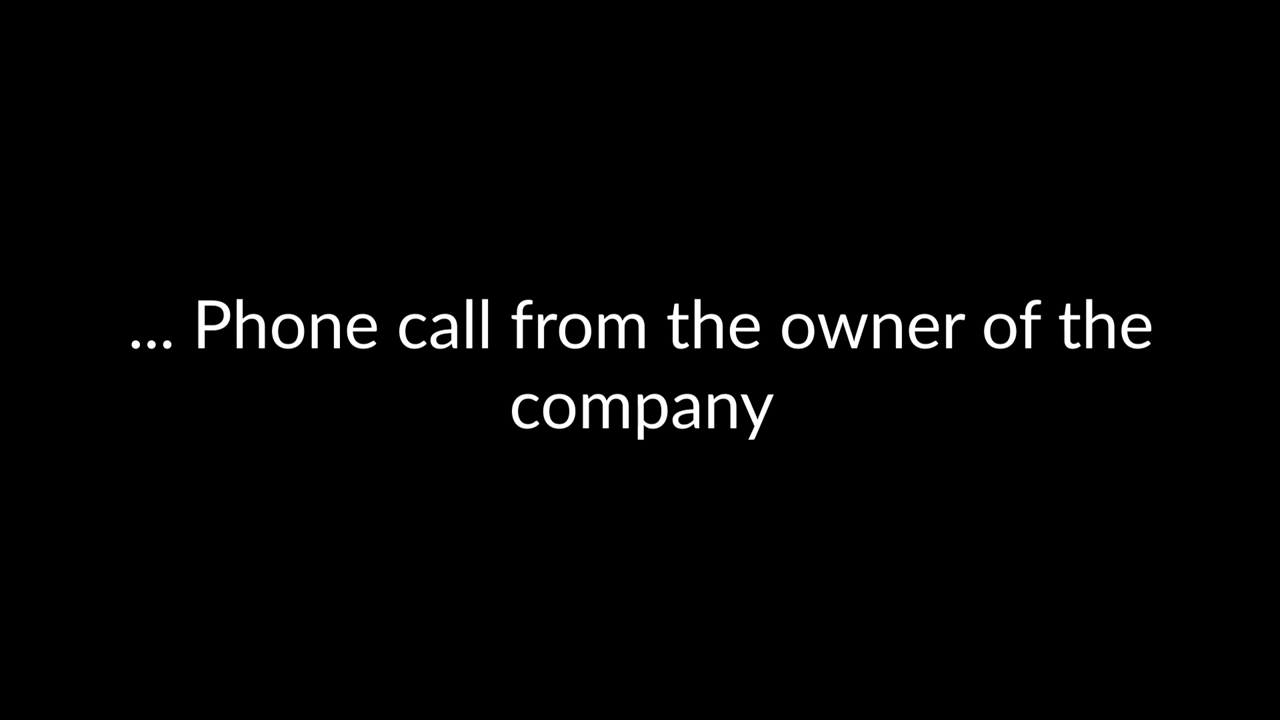 ... Phone call from the owner of the
company